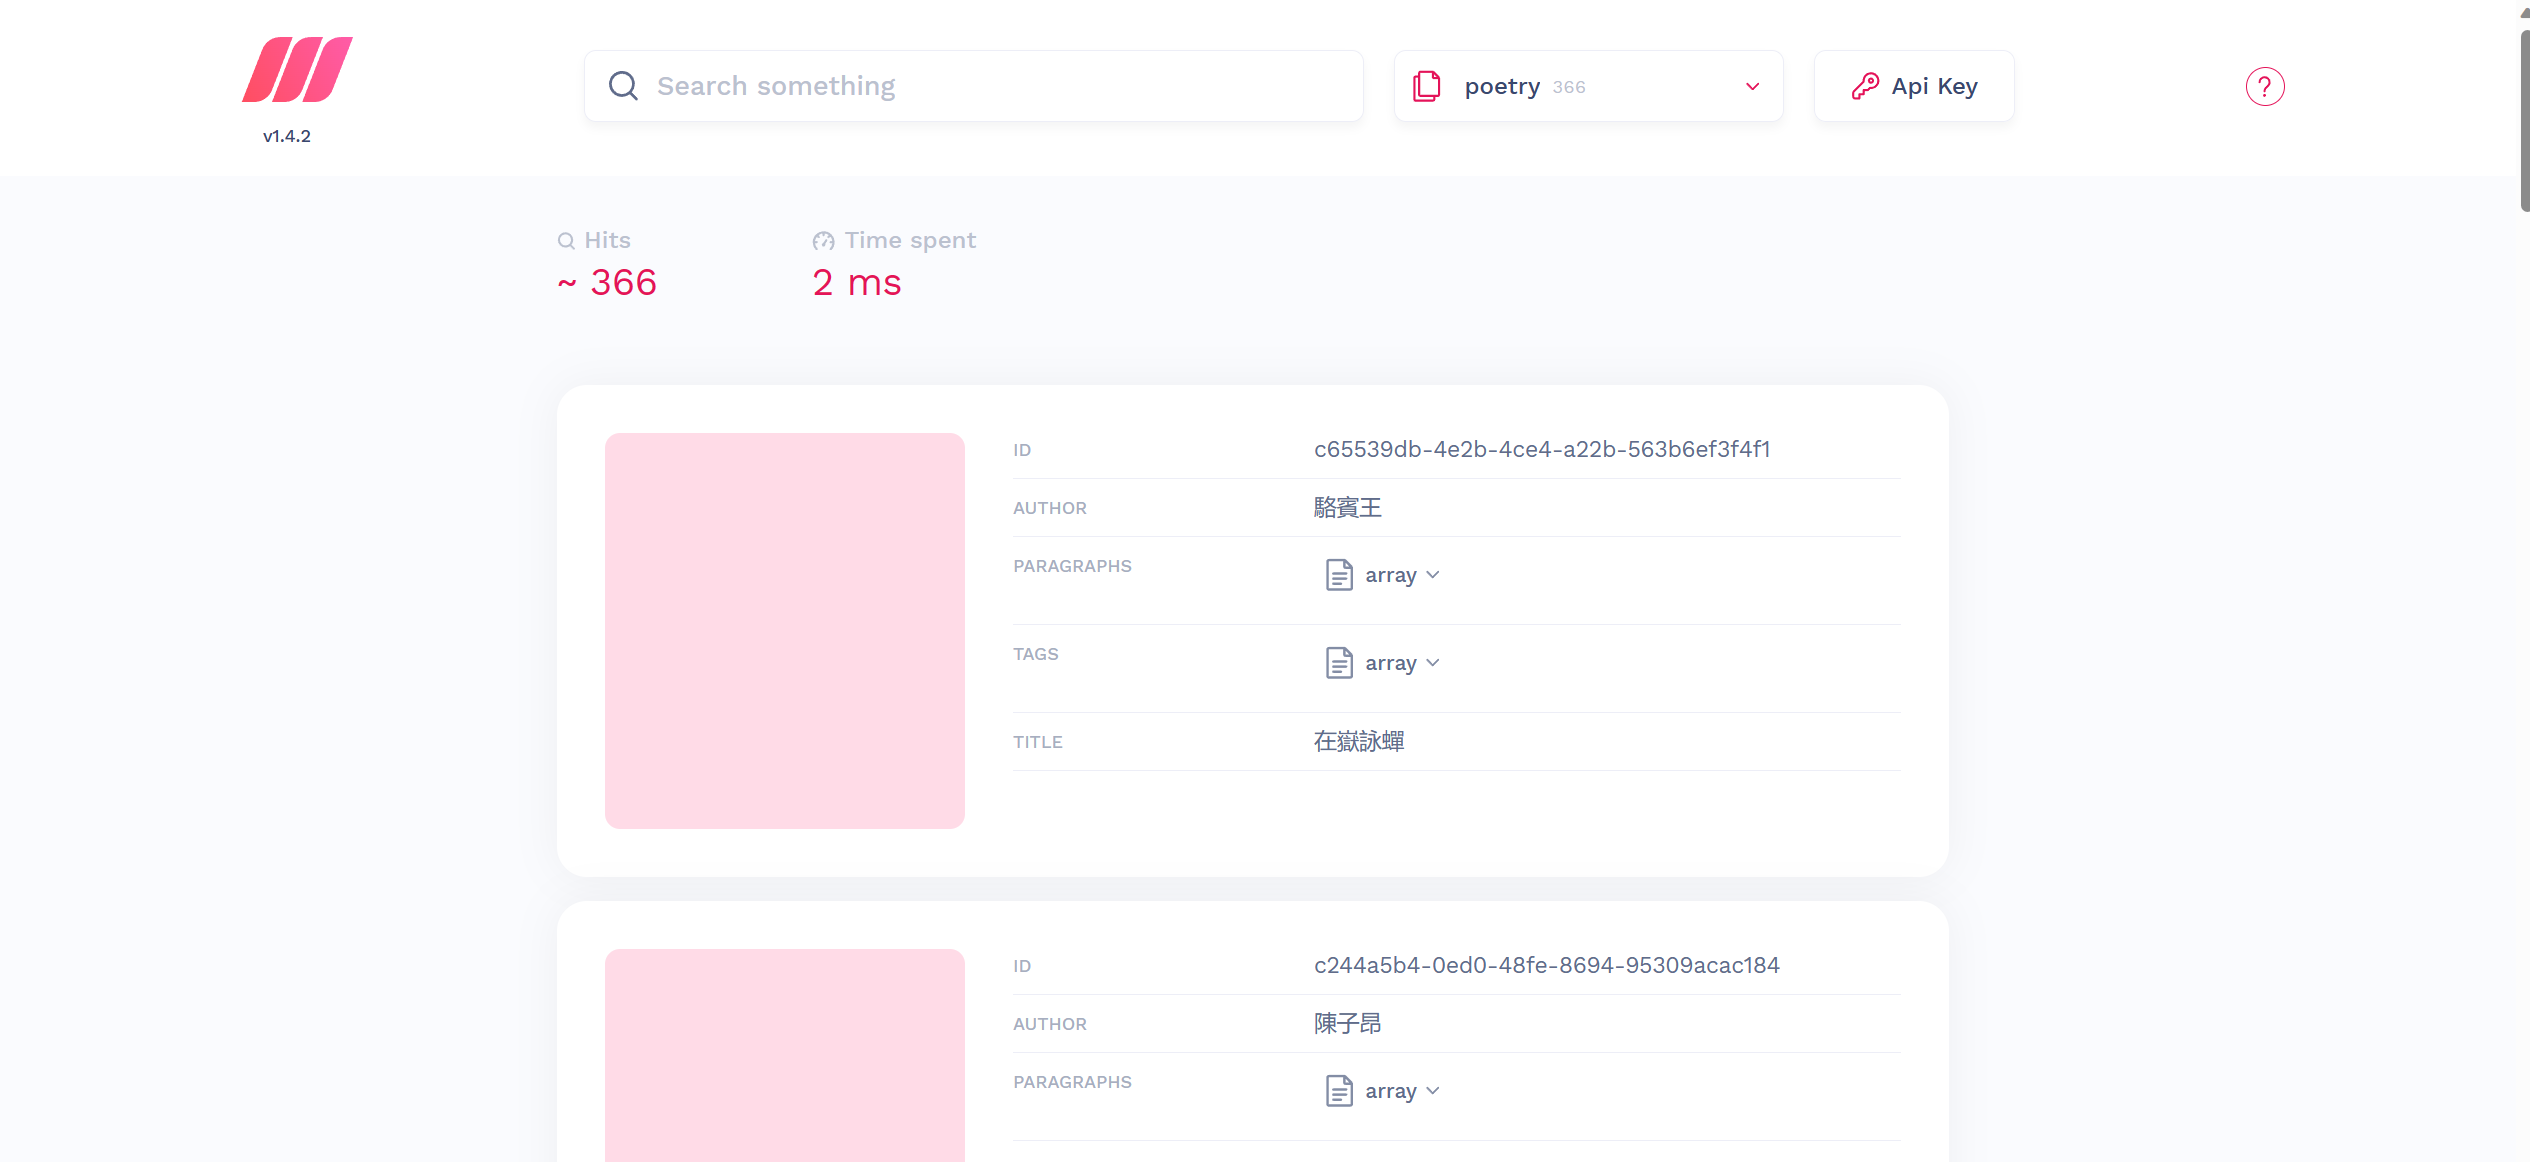 v1.4.2
Search something
poetry 366
Api Key
?
Hits
~ 366
Time spent
2 ms
ID
c65539db-4e2b-4ce4-a22b-563b6ef3f4f1
AUTHOR
駱賓王
PARAGRAPHS
array
TAGS
array
TITLE
在獄詠蟬
ID
c244a5b4-0ed0-48fe-8694-95309acac184
AUTHOR
陳子昂
PARAGRAPHS
array